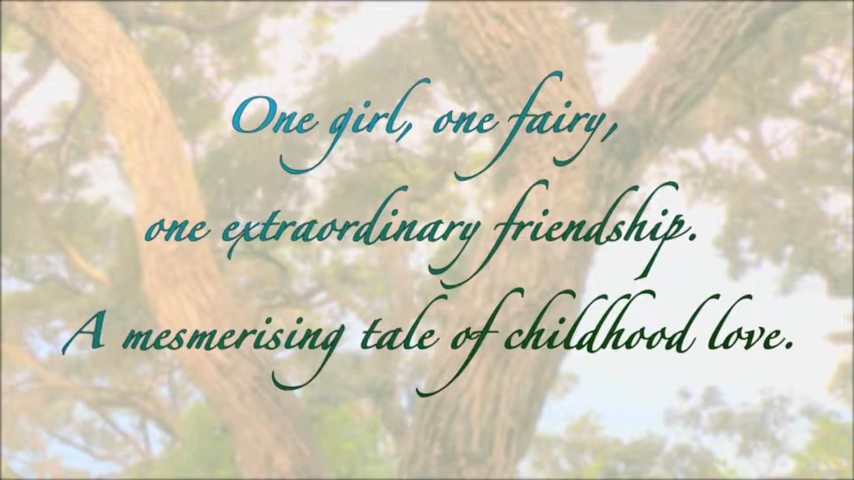 One girl, one fairy,
one extraordinary friendship.
A mesmerising tale of childhood love.